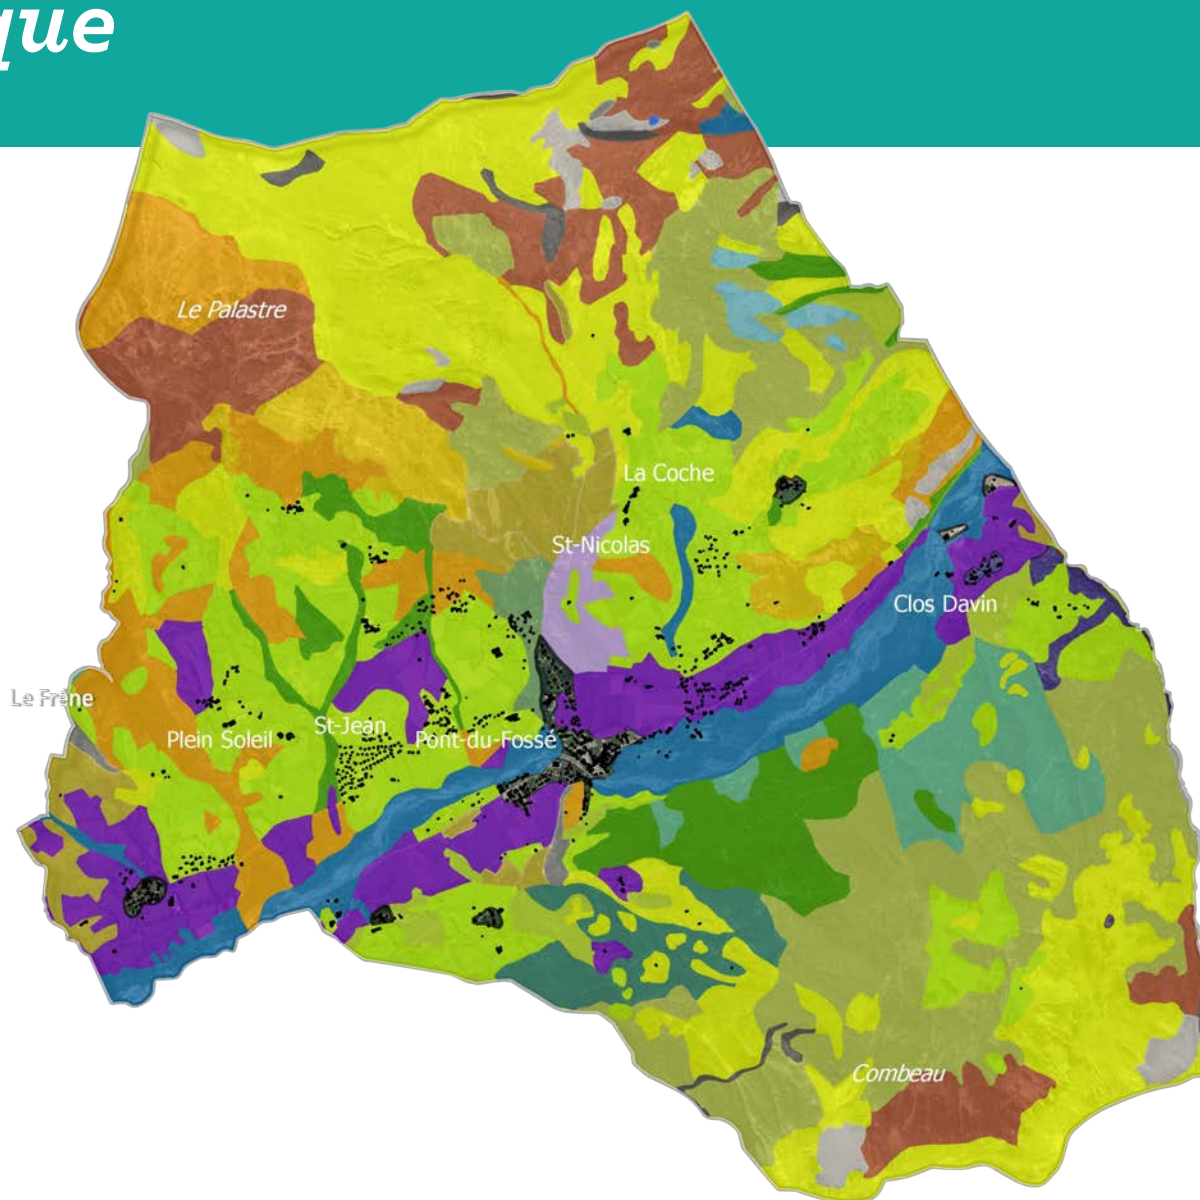 que
Le Palastre
La Coche
St-Nicolas
Clos Davin
Le Frêne
St-Jean
Plein Soleil
Pont-du-Fossé
Combeau